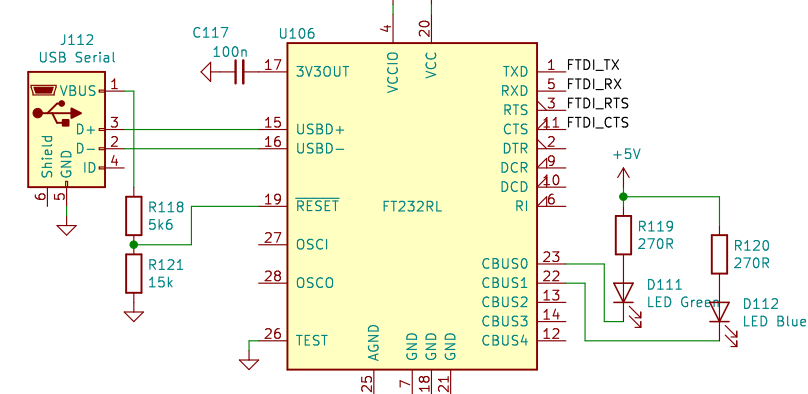 4
20
VCCIO
VCC
C117
100n
U106
J112
USB Serial
VBUS
1
D+
3
D-
2
ID
4
Shield
GND
6
5
R118
5k6
R121
15k
17
3V3OUT
15
USBD+
16
USBD-
19
RESET
27
OSCI
28
OSCO
26
TEST
FT232RL
TXD
1
FTDI_TX
RXD
5
FTDI_RX
RTS
3
FTDI_RTS
CTS
11
FTDI_CTS
DTR
2
DCR
9
DCD
10
RI
6
CBUS0
23
CBUS1
22
CBUS2
13
CBUS3
14
CBUS4
12
AGND
GND
GND
GND
25
7
18
21
+5V
R119
270R
R120
270R
D111
LED Green
D112
LED Blue